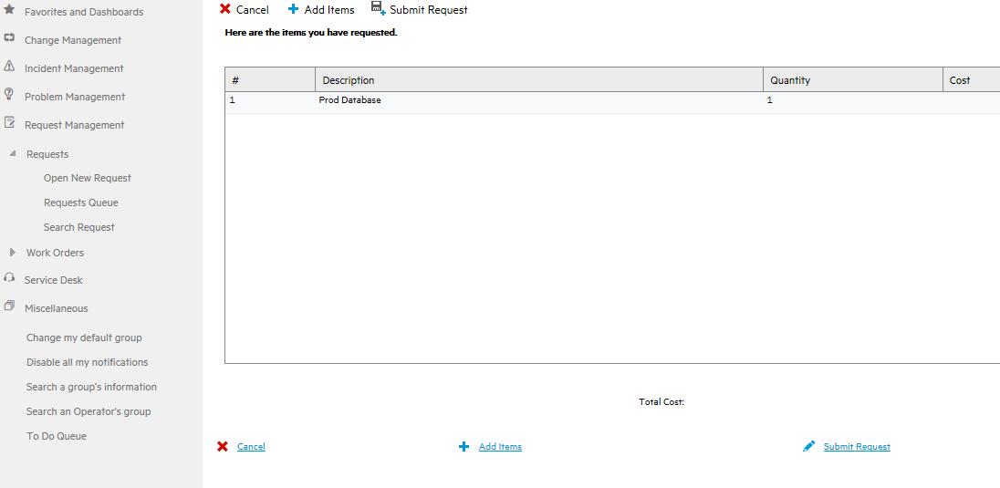 Favorites and Dashboards
Change Management
Incident Management
Problem Management
Request Management
Requests
Open New Request
Requests Queue
Search Request
Work Orders
Service Desk
Miscellaneous
Change my default group
Disable all my notifications
Search a group's information
Search an Operator's group
To Do Queue
Cancel Add Items Submit Request
Here are the items you have requested.
# Description Quantity Cost
1 Prod Database 1
Total Cost:
Cancel Add Items Submit Request